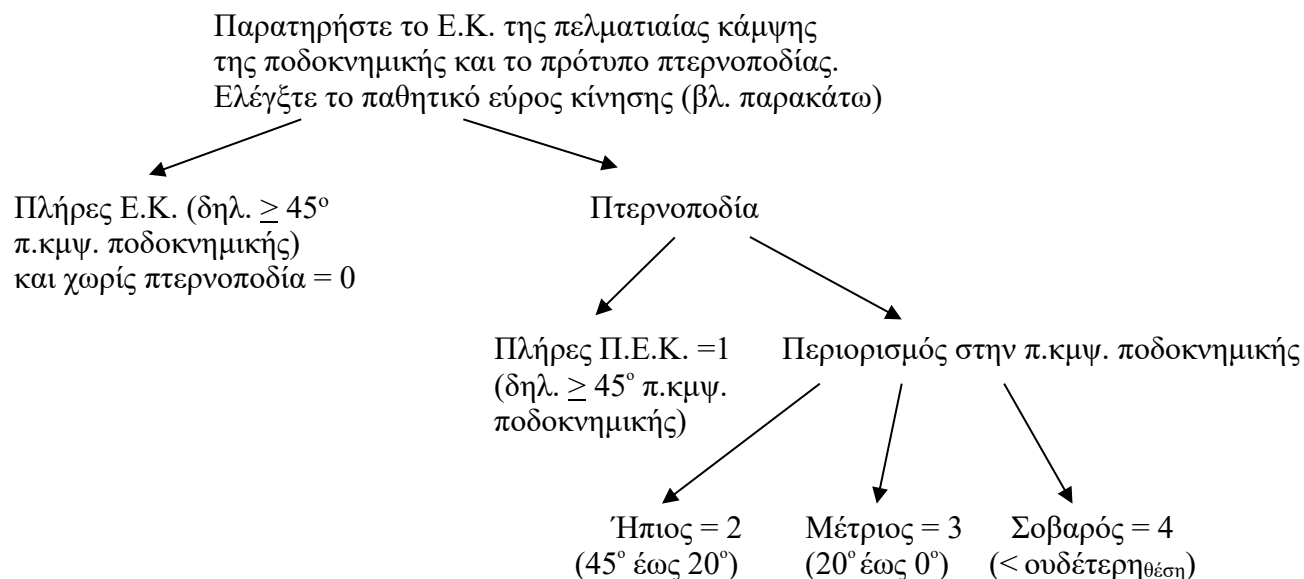 Παρατηρήστε το Ε.Κ. της πελματιαίας κάμψης
της ποδοκνημικής και το πρότυπο πτερνοποδίας.
Ελέγξτε το παθητικό εύρος κίνησης (βλ. παρακάτω)
Πλήρες Ε.Κ. (δηλ. ≥ 45°
π.κμψ. ποδοκνημικής)
και χωρίς πτερνοποδία = 0
Πτερνοποδία
Πλήρες Π.Ε.Κ. =1
(δηλ. ≥ 45° π.κμψ.
ποδοκνημικής)
Περιορισμός στην π.κμψ. ποδοκνημικής
Ήπιος = 2
(45° έως 20°)
Μέτριος = 3
(20° έως 0°)
Σοβαρός = 4
(< ουδέτερηθέση)